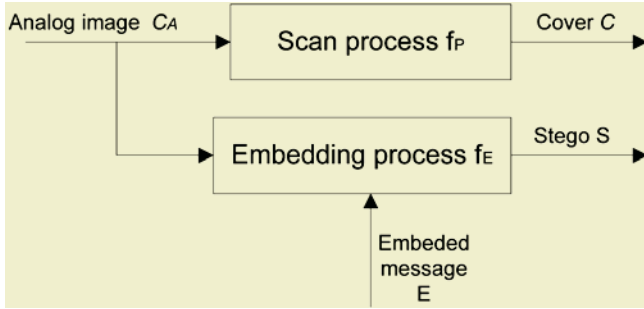 Analog image CA
Scan process fP
Cover C
Embedding process fE
Stego S
Embeded
message
E